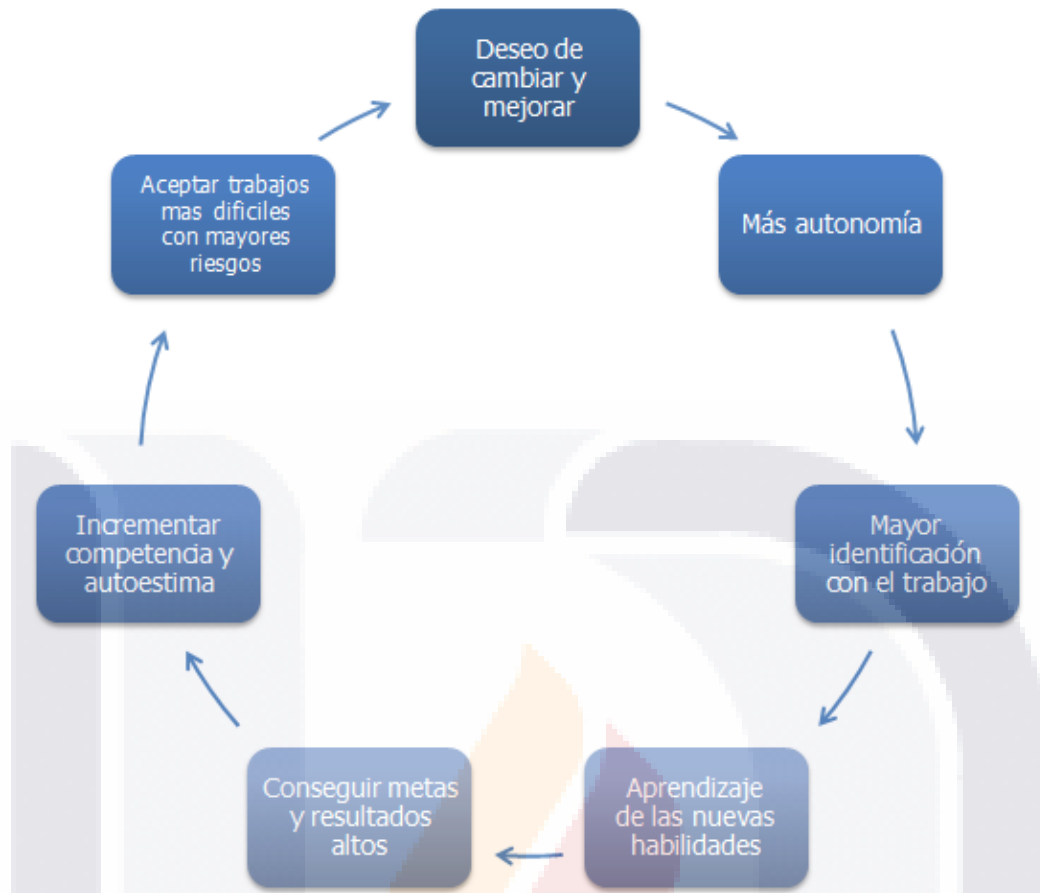 Deseo de
cambiar y
mejorar
Más autonomía
Mayor
identificación
con el trabajo
Aprendizaje
de las nuevas
habilidades
Conseguir metas
y resultados
altos
Incrementar
competencia y
autoestima
Aceptar trabajos
mas dificiles
con mayores
riesgos